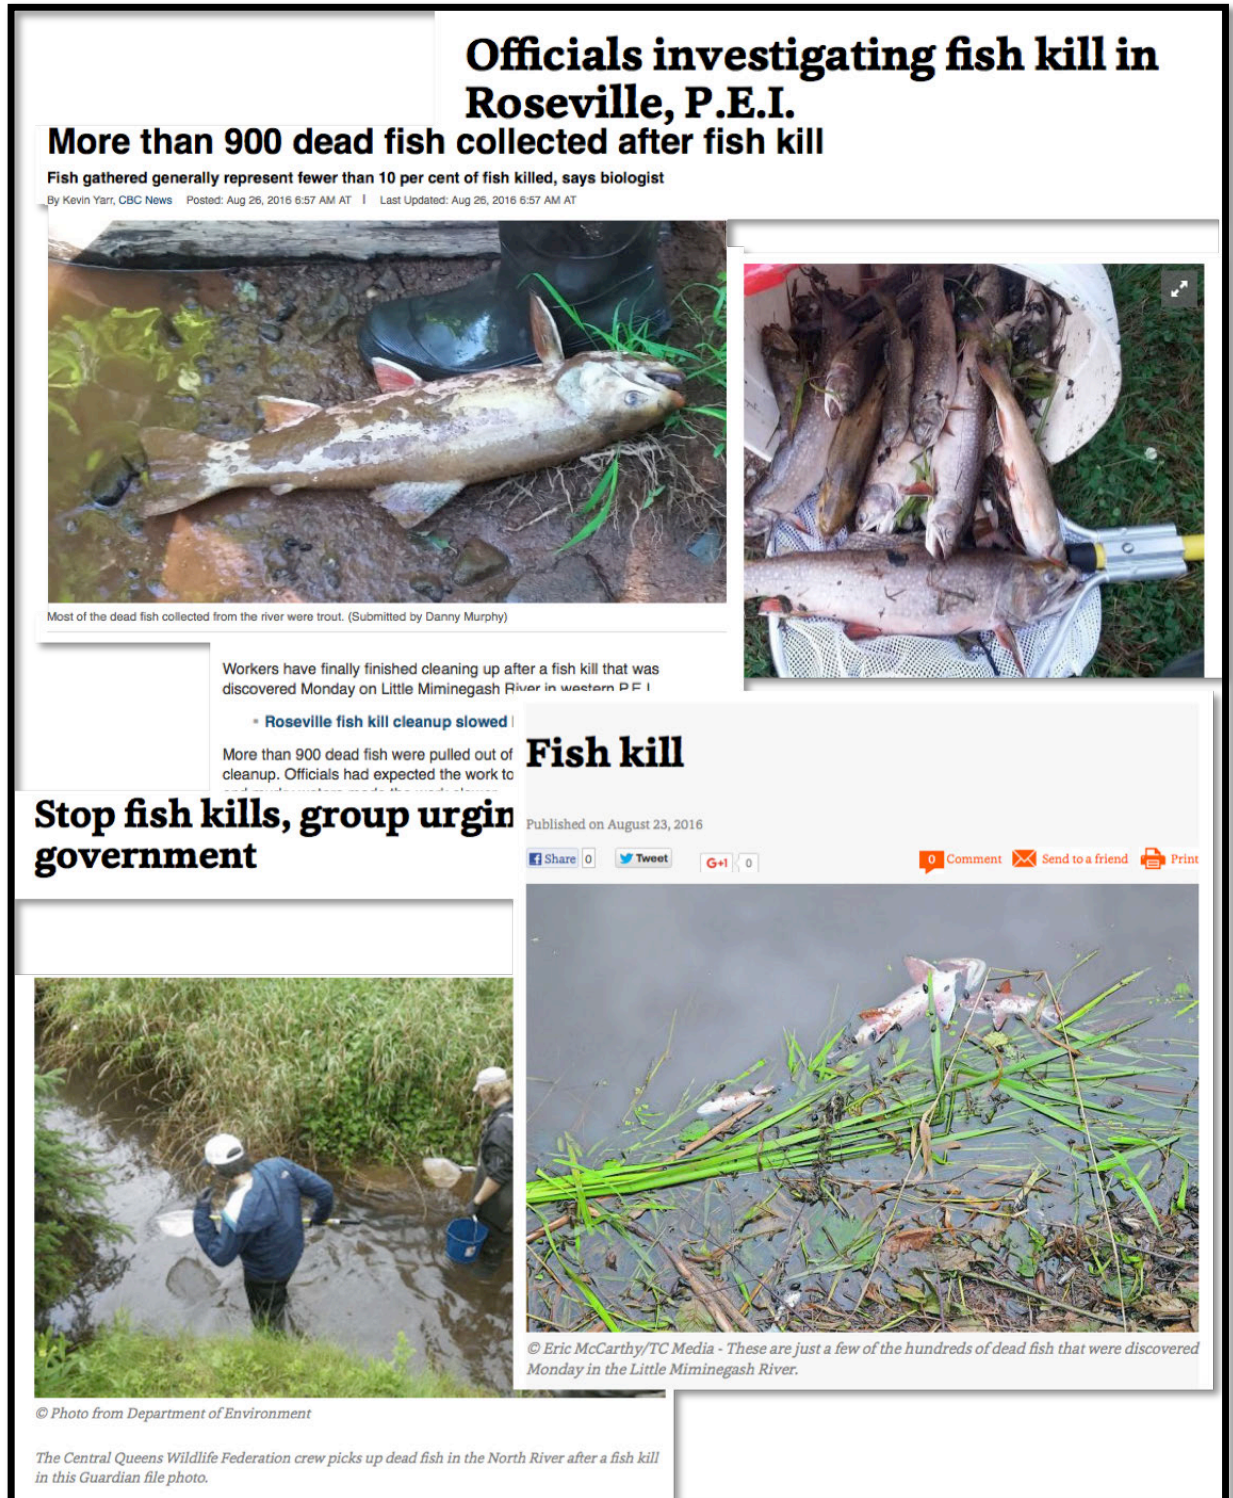 Officials investigating fish kill in
Roseville, P.E.I.
More than 900 dead fish collected after fish kill
Fish gathered generally represent fewer than 10 per cent of fish killed, says biologist
By Kevin Yarr, CBC News Posted: Aug 26, 2016 6:57 AM AT | Last Updated: Aug 26, 2016 6:57 AM AT
Most of the dead fish collected from the river were trout. (Submitted by Danny Murphy)
Workers have finally finished cleaning up after a fish kill that was
discovered Monday on Little Miminegash River in western P.E.I.
• Roseville fish kill cleanup slowed
More than 900 dead fish were pulled out of
cleanup. Officials had expected the work to
Fish kill
Published on August 23, 2016
Share 0 Tweet G+1 0 0 Comment Send to a friend Print
© Eric McCarthy/TC Media - These are just a few of the hundreds of dead fish that were discovered
Monday in the Little Miminegash River.
Stop fish kills, group urgin
government
© Photo from Department of Environment
The Central Queens Wildlife Federation crew picks up dead fish in the North River after a fish kill
in this Guardian file photo.